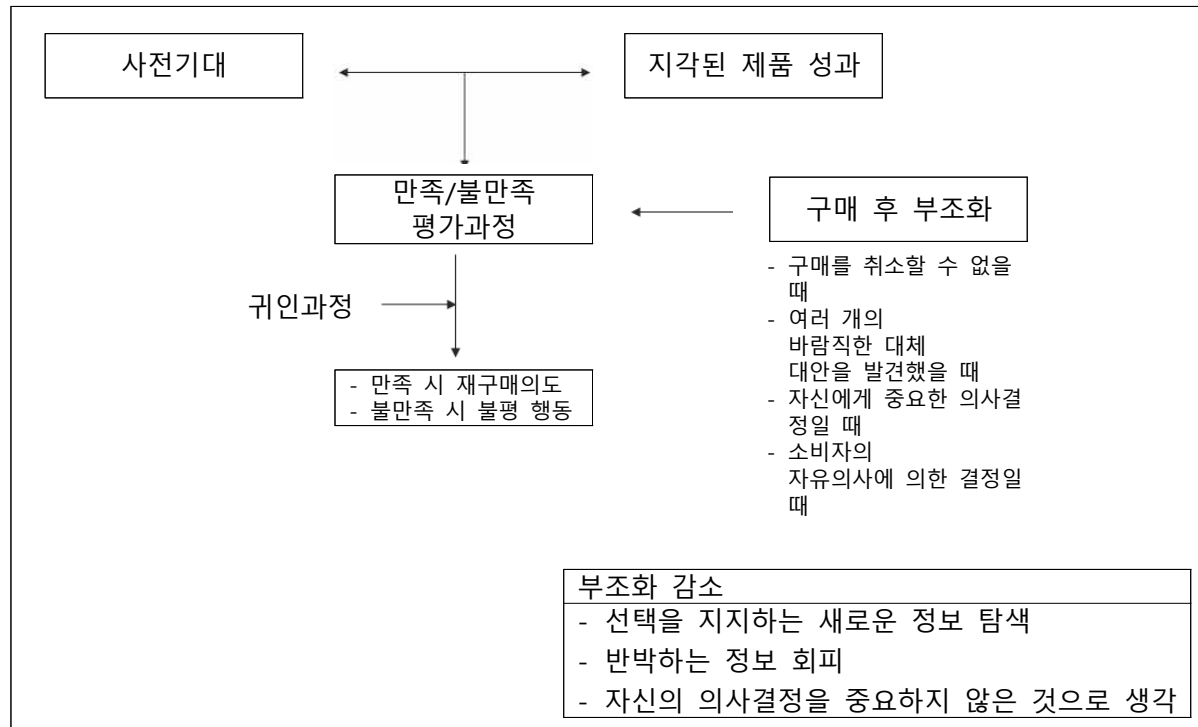 사전기대
지각된 제품 성과
만족/불만족
평가과정
구매 후 부조화
- 구매를 취소할 수 없을
때
- 여러 개의
바람직한 대체
대안을 발견했을 때
- 자신에게 중요한 의사결
정일 때
- 소비자의
자유의사에 의한 결정일
때
귀인과정
- 만족 시 재구매의도
- 불만족 시 불평 행동
부조화 감소
- 선택을 지지하는 새로운 정보 탐색
- 반박하는 정보 회피
- 자신의 의사결정을 중요하지 않은 것으로 생각